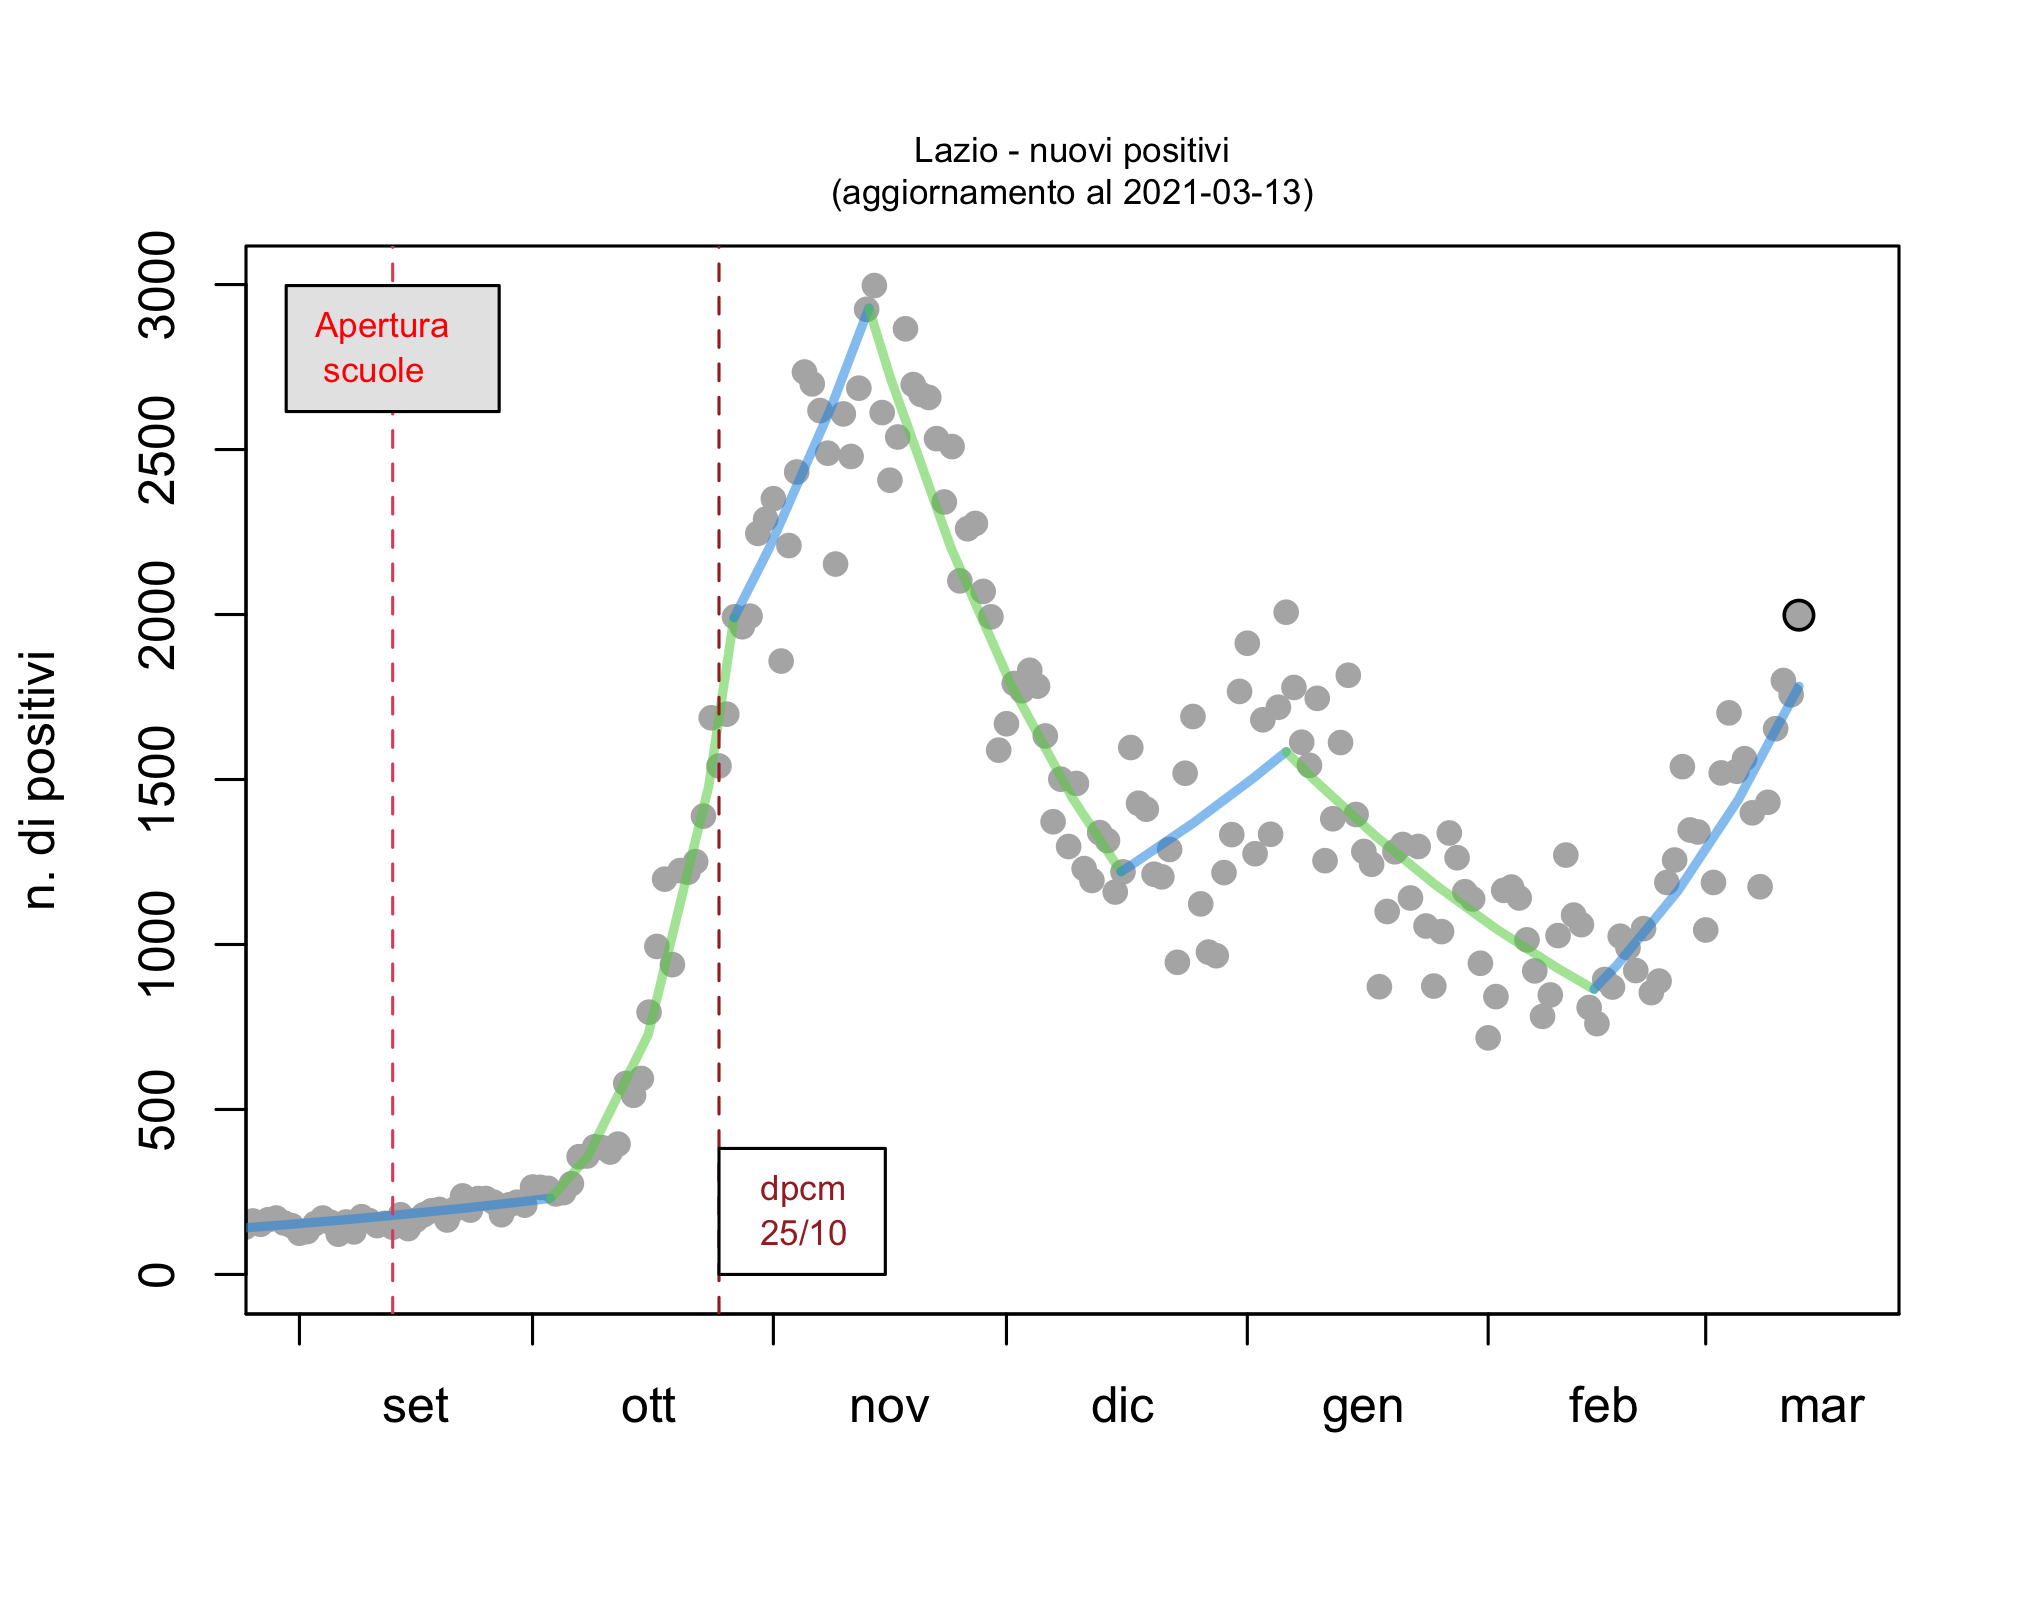 Lazio - nuovi positivi
(aggiornamento al 2021-03-13)
n. di positivi
3000
2500
2000
1500
1000
500
0
Apertura
scuole
dpcm
25/10
set ott nov dic gen feb mar